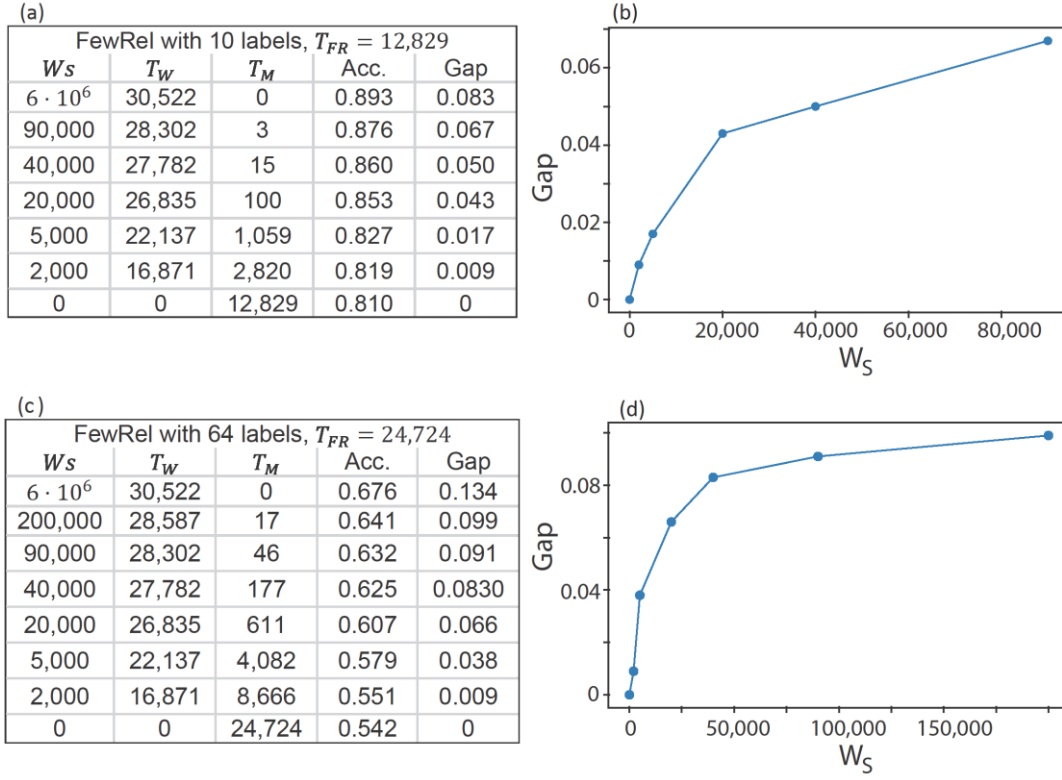 (a)
FewRel with 10 labels, T_FR = 12,829
Ws T_W T_M Acc. Gap
6 · 10^6 30,522 0 0.893 0.083
90,000 28,302 3 0.876 0.067
40,000 27,782 15 0.860 0.050
20,000 26,835 100 0.853 0.043
5,000 22,137 1,059 0.827 0.017
2,000 16,871 2,820 0.819 0.009
0 0 12,829 0.810 0
(b)
Gap
0.06
0.04
0.02
0
0 20,000 40,000 60,000 80,000
W_S
(c)
FewRel with 64 labels, T_FR = 24,724
Ws T_W T_M Acc. Gap
6 · 10^6 30,522 0 0.676 0.134
200,000 28,587 17 0.641 0.099
90,000 28,302 46 0.632 0.091
40,000 27,782 177 0.625 0.0830
20,000 26,835 611 0.607 0.066
5,000 22,137 4,082 0.579 0.038
2,000 16,871 8,666 0.551 0.009
0 0 24,724 0.542 0
(d)
Gap
0.08
0.04
0
0 50,000 100,000 150,000
W_S